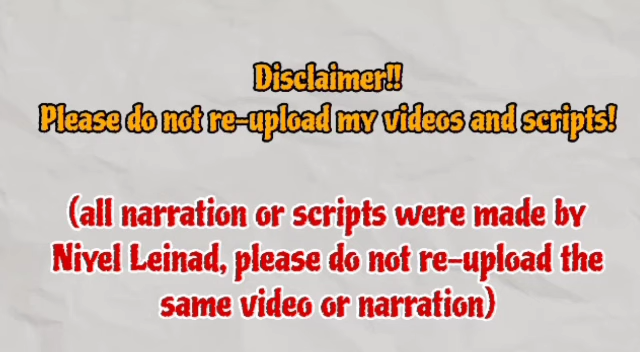 Disclaimer!!
Please do not re-upload my videos and scripts!
(all narration or scripts were made by
Nivel Leinad, please do not re-upload the
same video or narration)